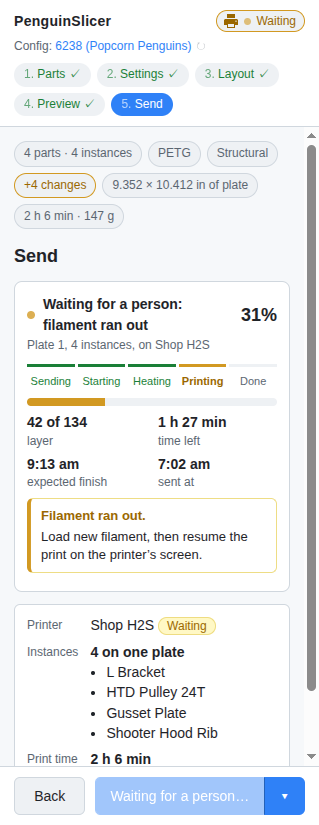 PenguinSlicer
Waiting
Config: 6238 (Popcorn Penguins)
1. Parts ✓ 2. Settings ✓ 3. Layout ✓
4. Preview ✓ 5. Send
4 parts · 4 instances PETG Structural
+4 changes 9.352 × 10.412 in of plate
2 h 6 min · 147 g
Send
Waiting for a person:
filament ran out
31%
Plate 1, 4 instances, on Shop H2S
Sending Starting Heating Printing Done
42 of 134 1 h 27 min
layer time left
9:13 am 7:02 am
expected finish sent at
Filament ran out.
Load new filament, then resume the
print on the printer’s screen.
Printer Shop H2S Waiting
Instances 4 on one plate
• L Bracket
• HTD Pulley 24T
• Gusset Plate
• Shooter Hood Rib
Print time 2 h 6 min
Back Waiting for a person… ▼